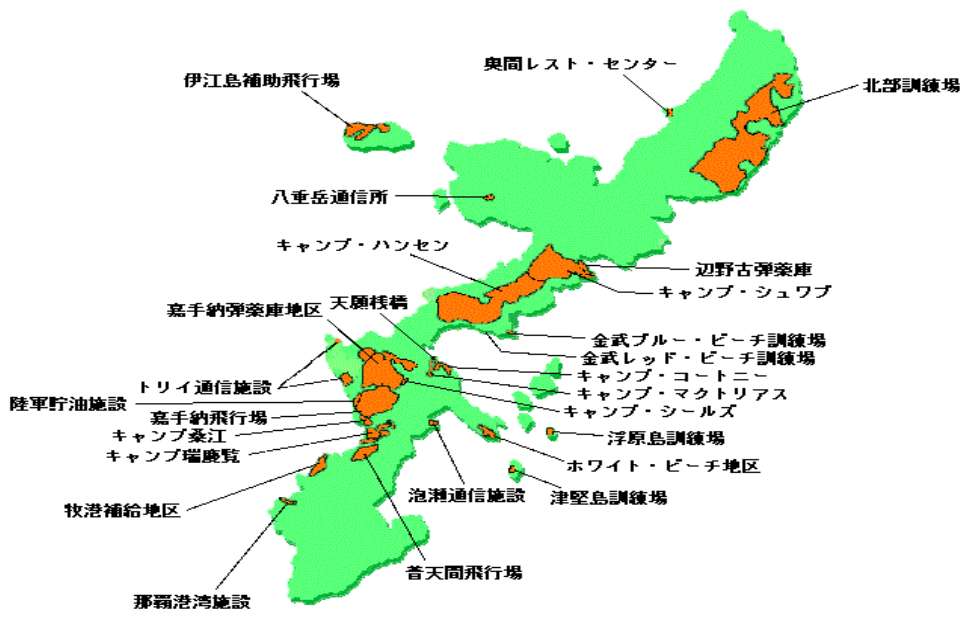 奥間レスト・センター
伊江島補助飛行場
北部訓練場
八重岳通信所
キャンプ・ハンセン
辺野古弾薬庫
キャンプ・シュワブ
天願桟橋
嘉手納弾薬庫地区
金武ブルー・ビーチ訓練場
金武レッド・ビーチ訓練場
キャンプ・コートニー
トリイ通信施設
キャンプ・マクトリアス
陸軍貯油施設
キャンプ・シールズ
嘉手納飛行場
キャンプ桑江
浮原島訓練場
キャンプ瑞慶覧
ホワイト・ビーチ地区
泡瀬通信施設
津堅島訓練場
牧港補給地区
普天間飛行場
那覇港湾施設